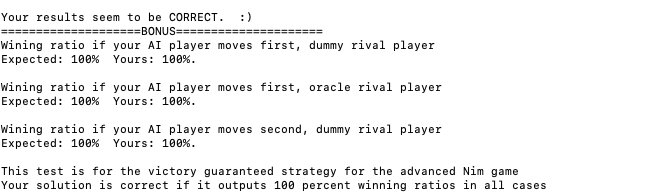 Your results seem to be CORRECT.  :)
====================BONUS=====================
Wining ratio if your AI player moves first, dummy rival player
Expected: 100%  Yours: 100%.
Wining ratio if your AI player moves first, oracle rival player
Expected: 100%  Yours: 100%.
Wining ratio if your AI player moves second, dummy rival player
Expected: 100%  Yours: 100%.
This test is for the victory guaranteed strategy for the advanced Nim game
Your solution is correct if it outputs 100 percent winning ratios in all cases